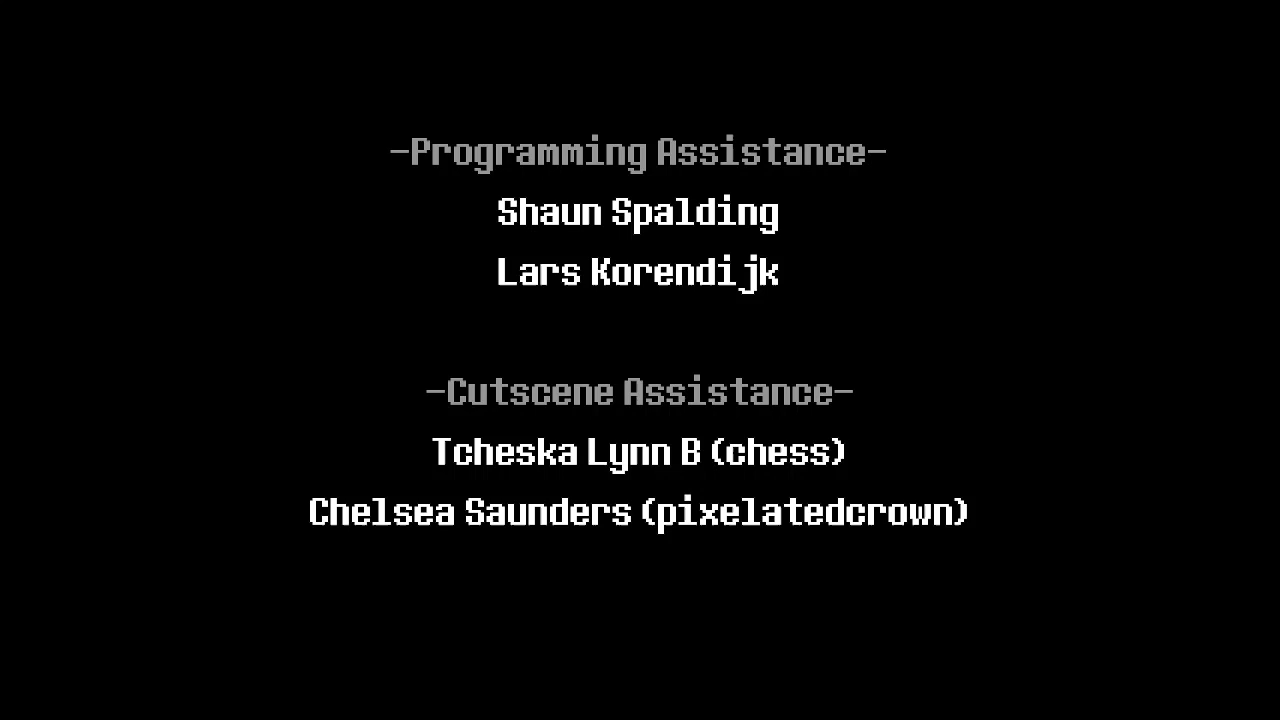 -Programming Assistance-
Shaun Spalding
Lars Korendijk
-Cutscene Assistance-
Tcheska Lynn B (chess)
Chelsea Saunders (pixelatedcrown)